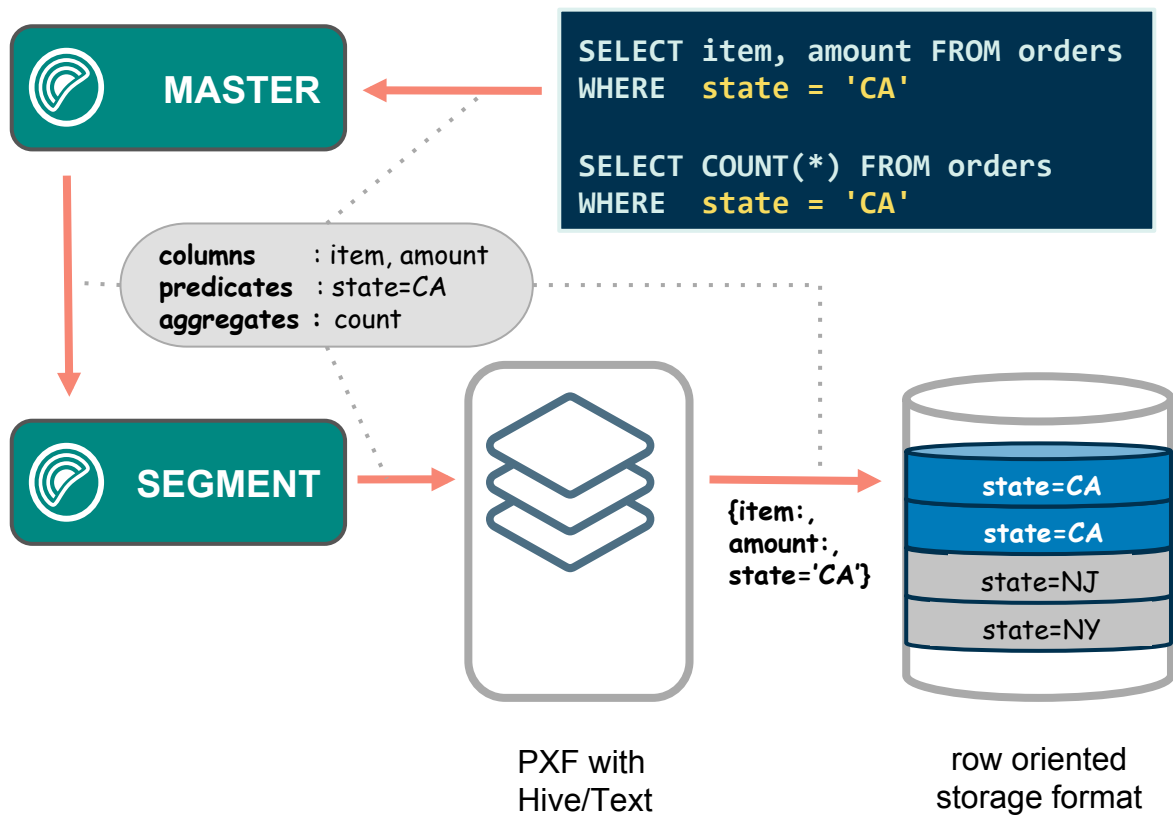 MASTER
SELECT item, amount FROM orders
WHERE state = 'CA'
SELECT COUNT(*) FROM orders
WHERE state = 'CA'
columns : item, amount
predicates : state=CA
aggregates : count
SEGMENT
{item:,
amount:,
state='CA'}
state=CA
state=CA
state=NJ
state=NY
PXF with
Hive/Text
row oriented
storage format